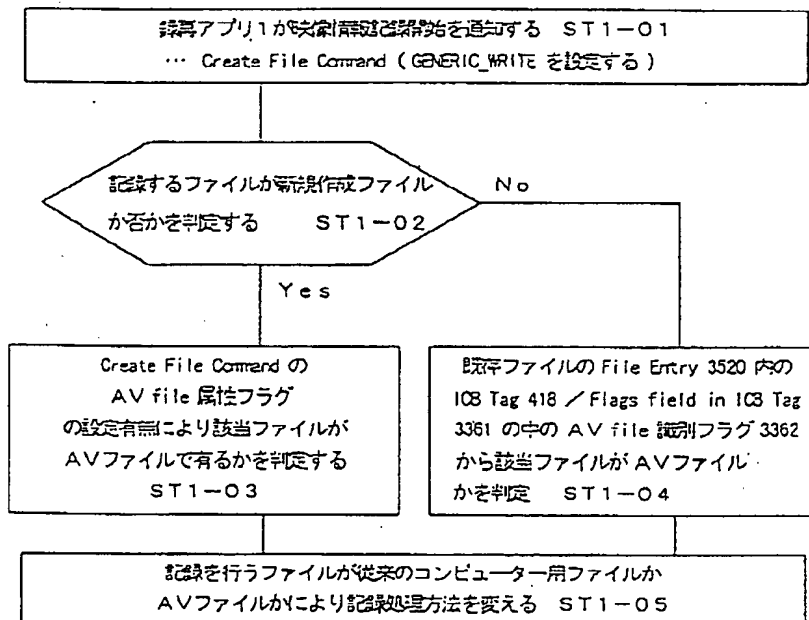 録再アプリ1が映像情報記録開始を通知する ST1-01
… Create File Command ( GENERIC_WRITE を設定する )
記録するファイルが新規作成ファイル
か否かを判定する ST1-02
No
Yes
Create File Command の
AV file 属性フラグ
の設定有無により該当ファイルが
AVファイルで有るかを判定する
ST1-03
既存ファイルの File Entry 3520 内の
ICB Tag 418 / Flags field in ICB Tag
3361 の中の AV file 識別フラグ 3362
から該当ファイルが AVファイル
かを判定 ST1-04
記録を行うファイルが従来のコンピューター用ファイルか
AVファイルかにより記録処理方法を変える ST1-05